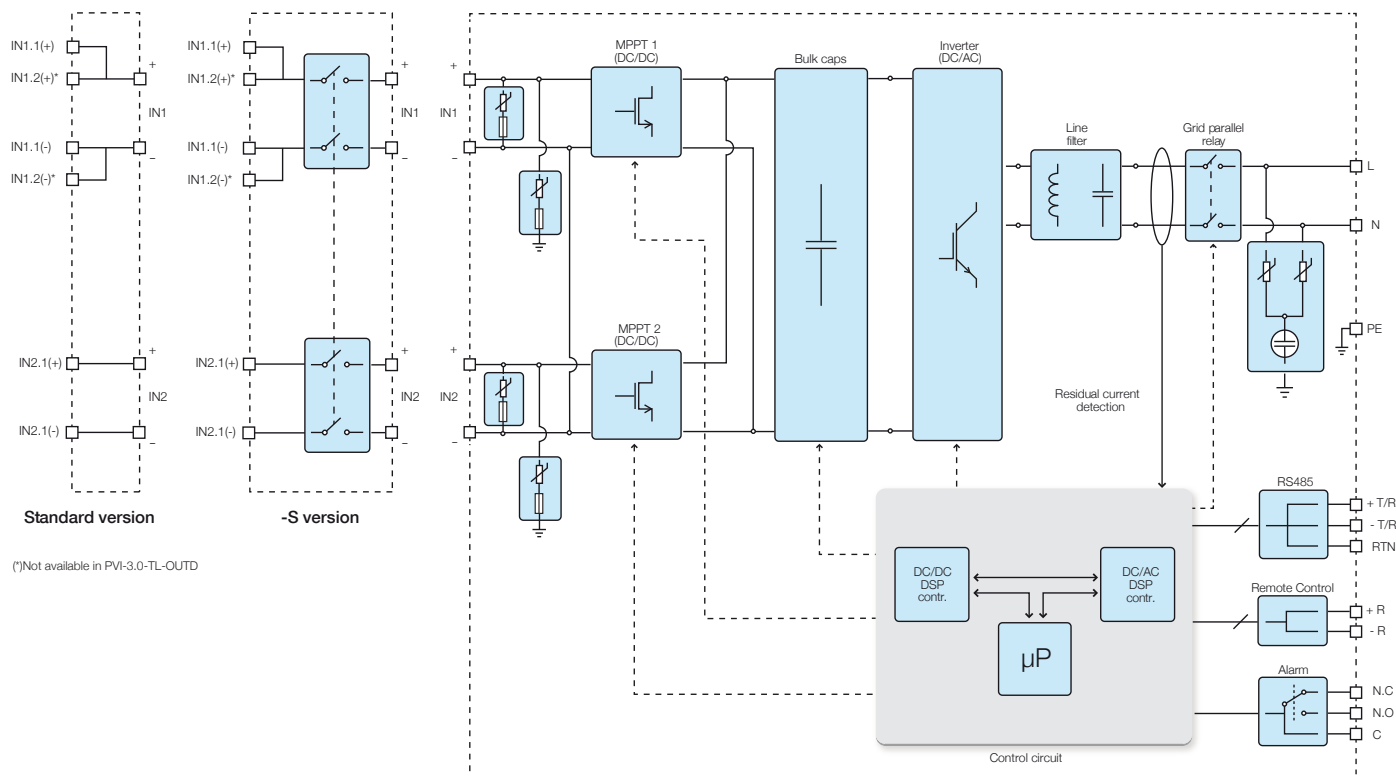 IN1.1(+)
IN1.2(+)*
+
IN1
IN1.1(-)
–
IN1.2(-)*
IN2.1(+)
+
IN2
IN2.1(-)
–
Standard version
(*)Not available in PVI-3.0-TL-OUTD
IN1.1(+)
IN1.2(+)*
+
IN1
IN1.1(-)
–
IN1.2(-)*
IN2.1(+)
+
IN2
IN2.1(-)
–
-S version
+
IN1
–
+
IN2
–
MPPT 1
(DC/DC)
MPPT 2
(DC/DC)
Bulk caps
Inverter
(DC/AC)
Line
filter
Grid parallel
relay
L
N
PE
Residual current
detection
DC/DC
DSP
contr.
DC/AC
DSP
contr.
µP
Control circuit
RS485
+ T/R
- T/R
RTN
Remote Control
+ R
- R
Alarm
N.C
N.O
C